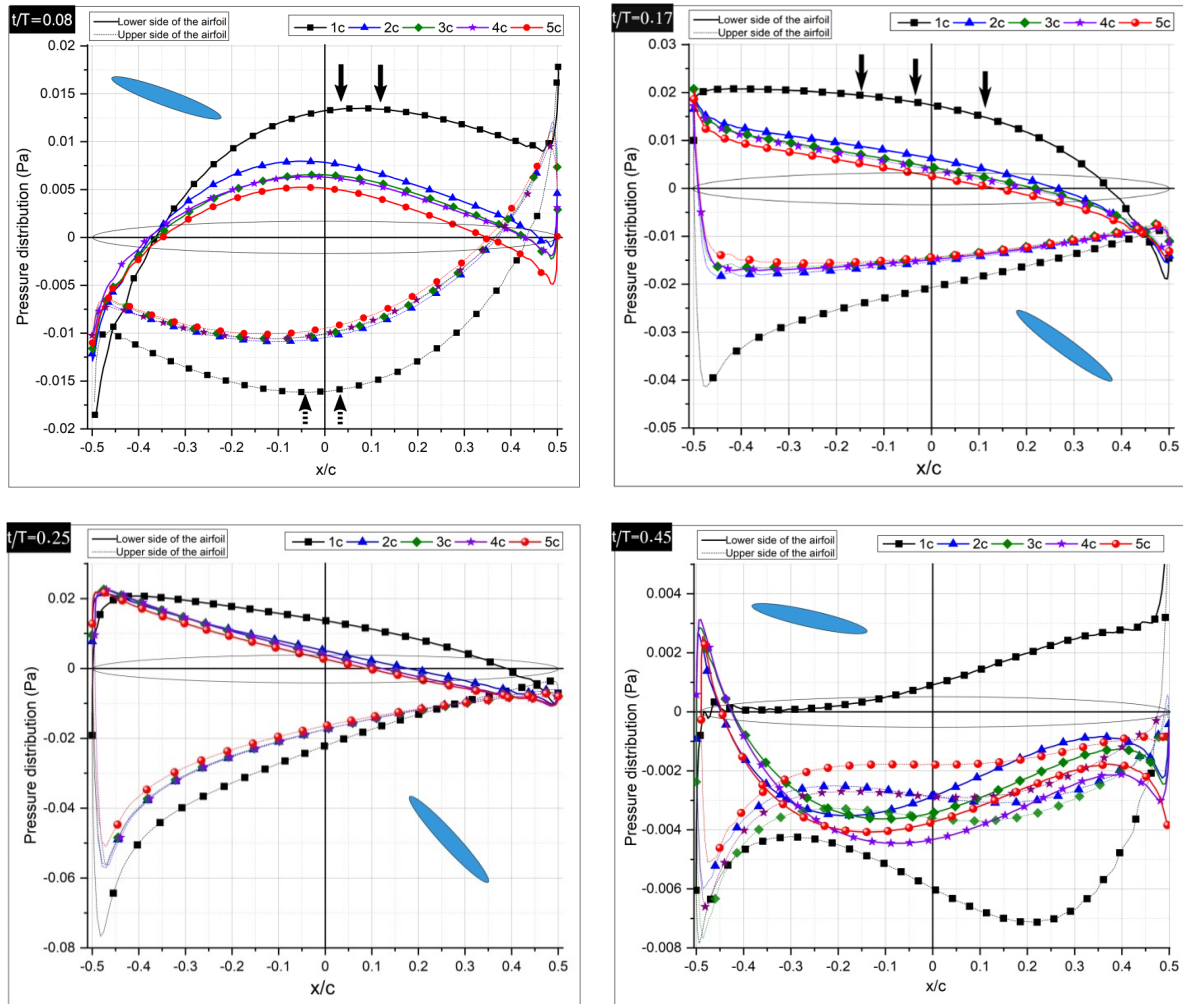 t/T=0.08
Lower side of the airfoil
Upper side of the airfoil
1c 2c 3c 4c 5c
0.02
0.015
0.01
0.005
0
-0.005
-0.01
-0.015
-0.02
Pressure distribution (Pa)
-0.5 -0.4 -0.3 -0.2 -0.1 0 0.1 0.2 0.3 0.4 0.5
x/c
t/T=0.17
Lower side of the airfoil
Upper side of the airfoil
1c 2c 3c 4c 5c
0.03
0.02
0.01
0
-0.01
-0.02
-0.03
-0.04
-0.05
Pressure distribution (Pa)
-0.5 -0.4 -0.3 -0.2 -0.1 0 0.1 0.2 0.3 0.4 0.5
x/c
t/T=0.25
Lower side of the airfoil
Upper side of the airfoil
1c 2c 3c 4c 5c
0.02
0
-0.02
-0.04
-0.06
-0.08
Pressure distribution (Pa)
-0.5 -0.4 -0.3 -0.2 -0.1 0 0.1 0.2 0.3 0.4 0.5
x/c
t/T=0.45
Lower side of the airfoil
Upper side of the airfoil
1c 2c 3c 4c 5c
0.004
0.002
0
-0.002
-0.004
-0.006
-0.008
Pressure distribution (Pa)
-0.5 -0.4 -0.3 -0.2 -0.1 0 0.1 0.2 0.3 0.4 0.5
x/c